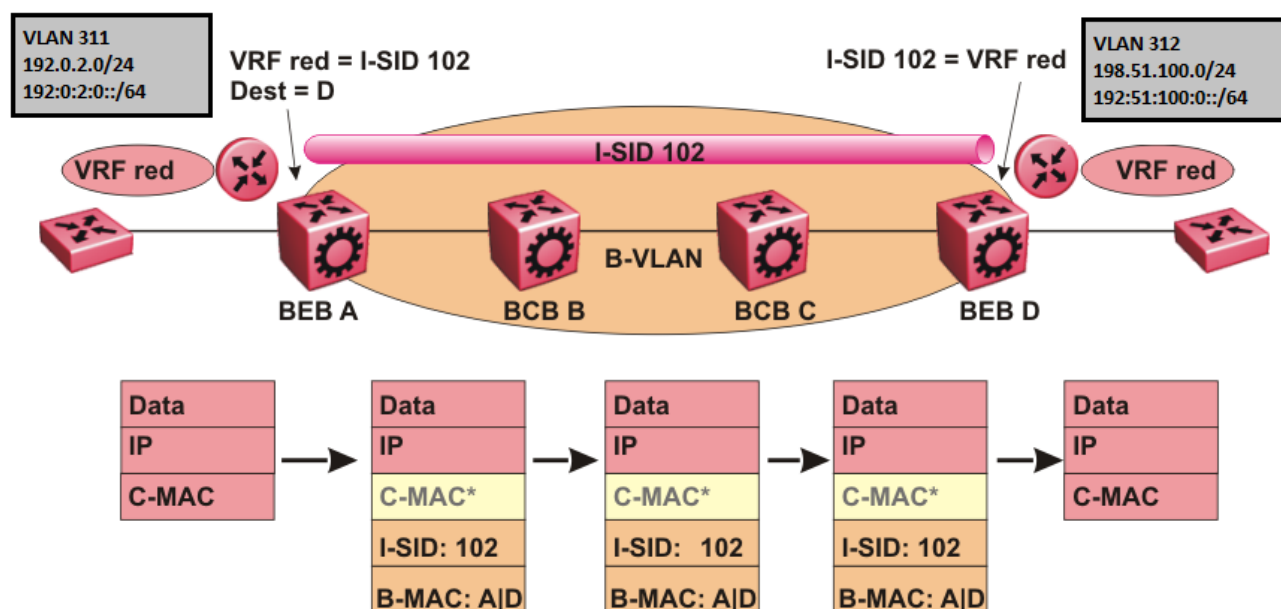 VLAN 311
192.0.2.0/24
192:0:2:0::/64
VRF red = I-SID 102
Dest = D
I-SID 102 = VRF red
VLAN 312
198.51.100.0/24
192:51:100:0::/64
I-SID 102
VRF red
VRF red
B-VLAN
BEB A
BCB B
BCB C
BEB D
Data
IP
C-MAC
Data
IP
C-MAC*
I-SID: 102
B-MAC: A|D
Data
IP
C-MAC*
I-SID: 102
B-MAC: A|D
Data
IP
C-MAC*
I-SID: 102
B-MAC: A|D
Data
IP
C-MAC